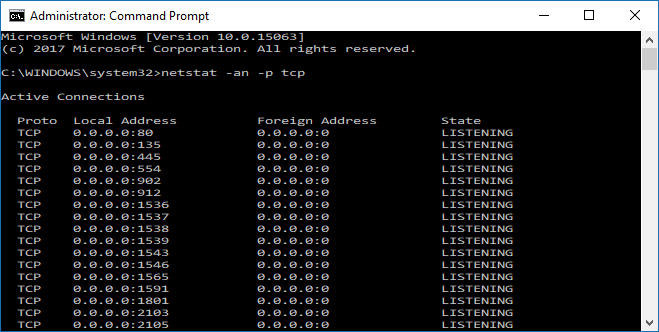 Administrator: Command Prompt
Microsoft Windows [Version 10.0.15063]
(c) 2017 Microsoft Corporation. All rights reserved.
C:\WINDOWS\system32>netstat -an -p tcp
Active Connections
Proto Local Address Foreign Address State
TCP 0.0.0.0:80 0.0.0.0:0 LISTENING
TCP 0.0.0.0:135 0.0.0.0:0 LISTENING
TCP 0.0.0.0:445 0.0.0.0:0 LISTENING
TCP 0.0.0.0:554 0.0.0.0:0 LISTENING
TCP 0.0.0.0:902 0.0.0.0:0 LISTENING
TCP 0.0.0.0:912 0.0.0.0:0 LISTENING
TCP 0.0.0.0:1536 0.0.0.0:0 LISTENING
TCP 0.0.0.0:1537 0.0.0.0:0 LISTENING
TCP 0.0.0.0:1538 0.0.0.0:0 LISTENING
TCP 0.0.0.0:1539 0.0.0.0:0 LISTENING
TCP 0.0.0.0:1543 0.0.0.0:0 LISTENING
TCP 0.0.0.0:1546 0.0.0.0:0 LISTENING
TCP 0.0.0.0:1565 0.0.0.0:0 LISTENING
TCP 0.0.0.0:1591 0.0.0.0:0 LISTENING
TCP 0.0.0.0:1801 0.0.0.0:0 LISTENING
TCP 0.0.0.0:2103 0.0.0.0:0 LISTENING
TCP 0.0.0.0:2105 0.0.0.0:0 LISTENING